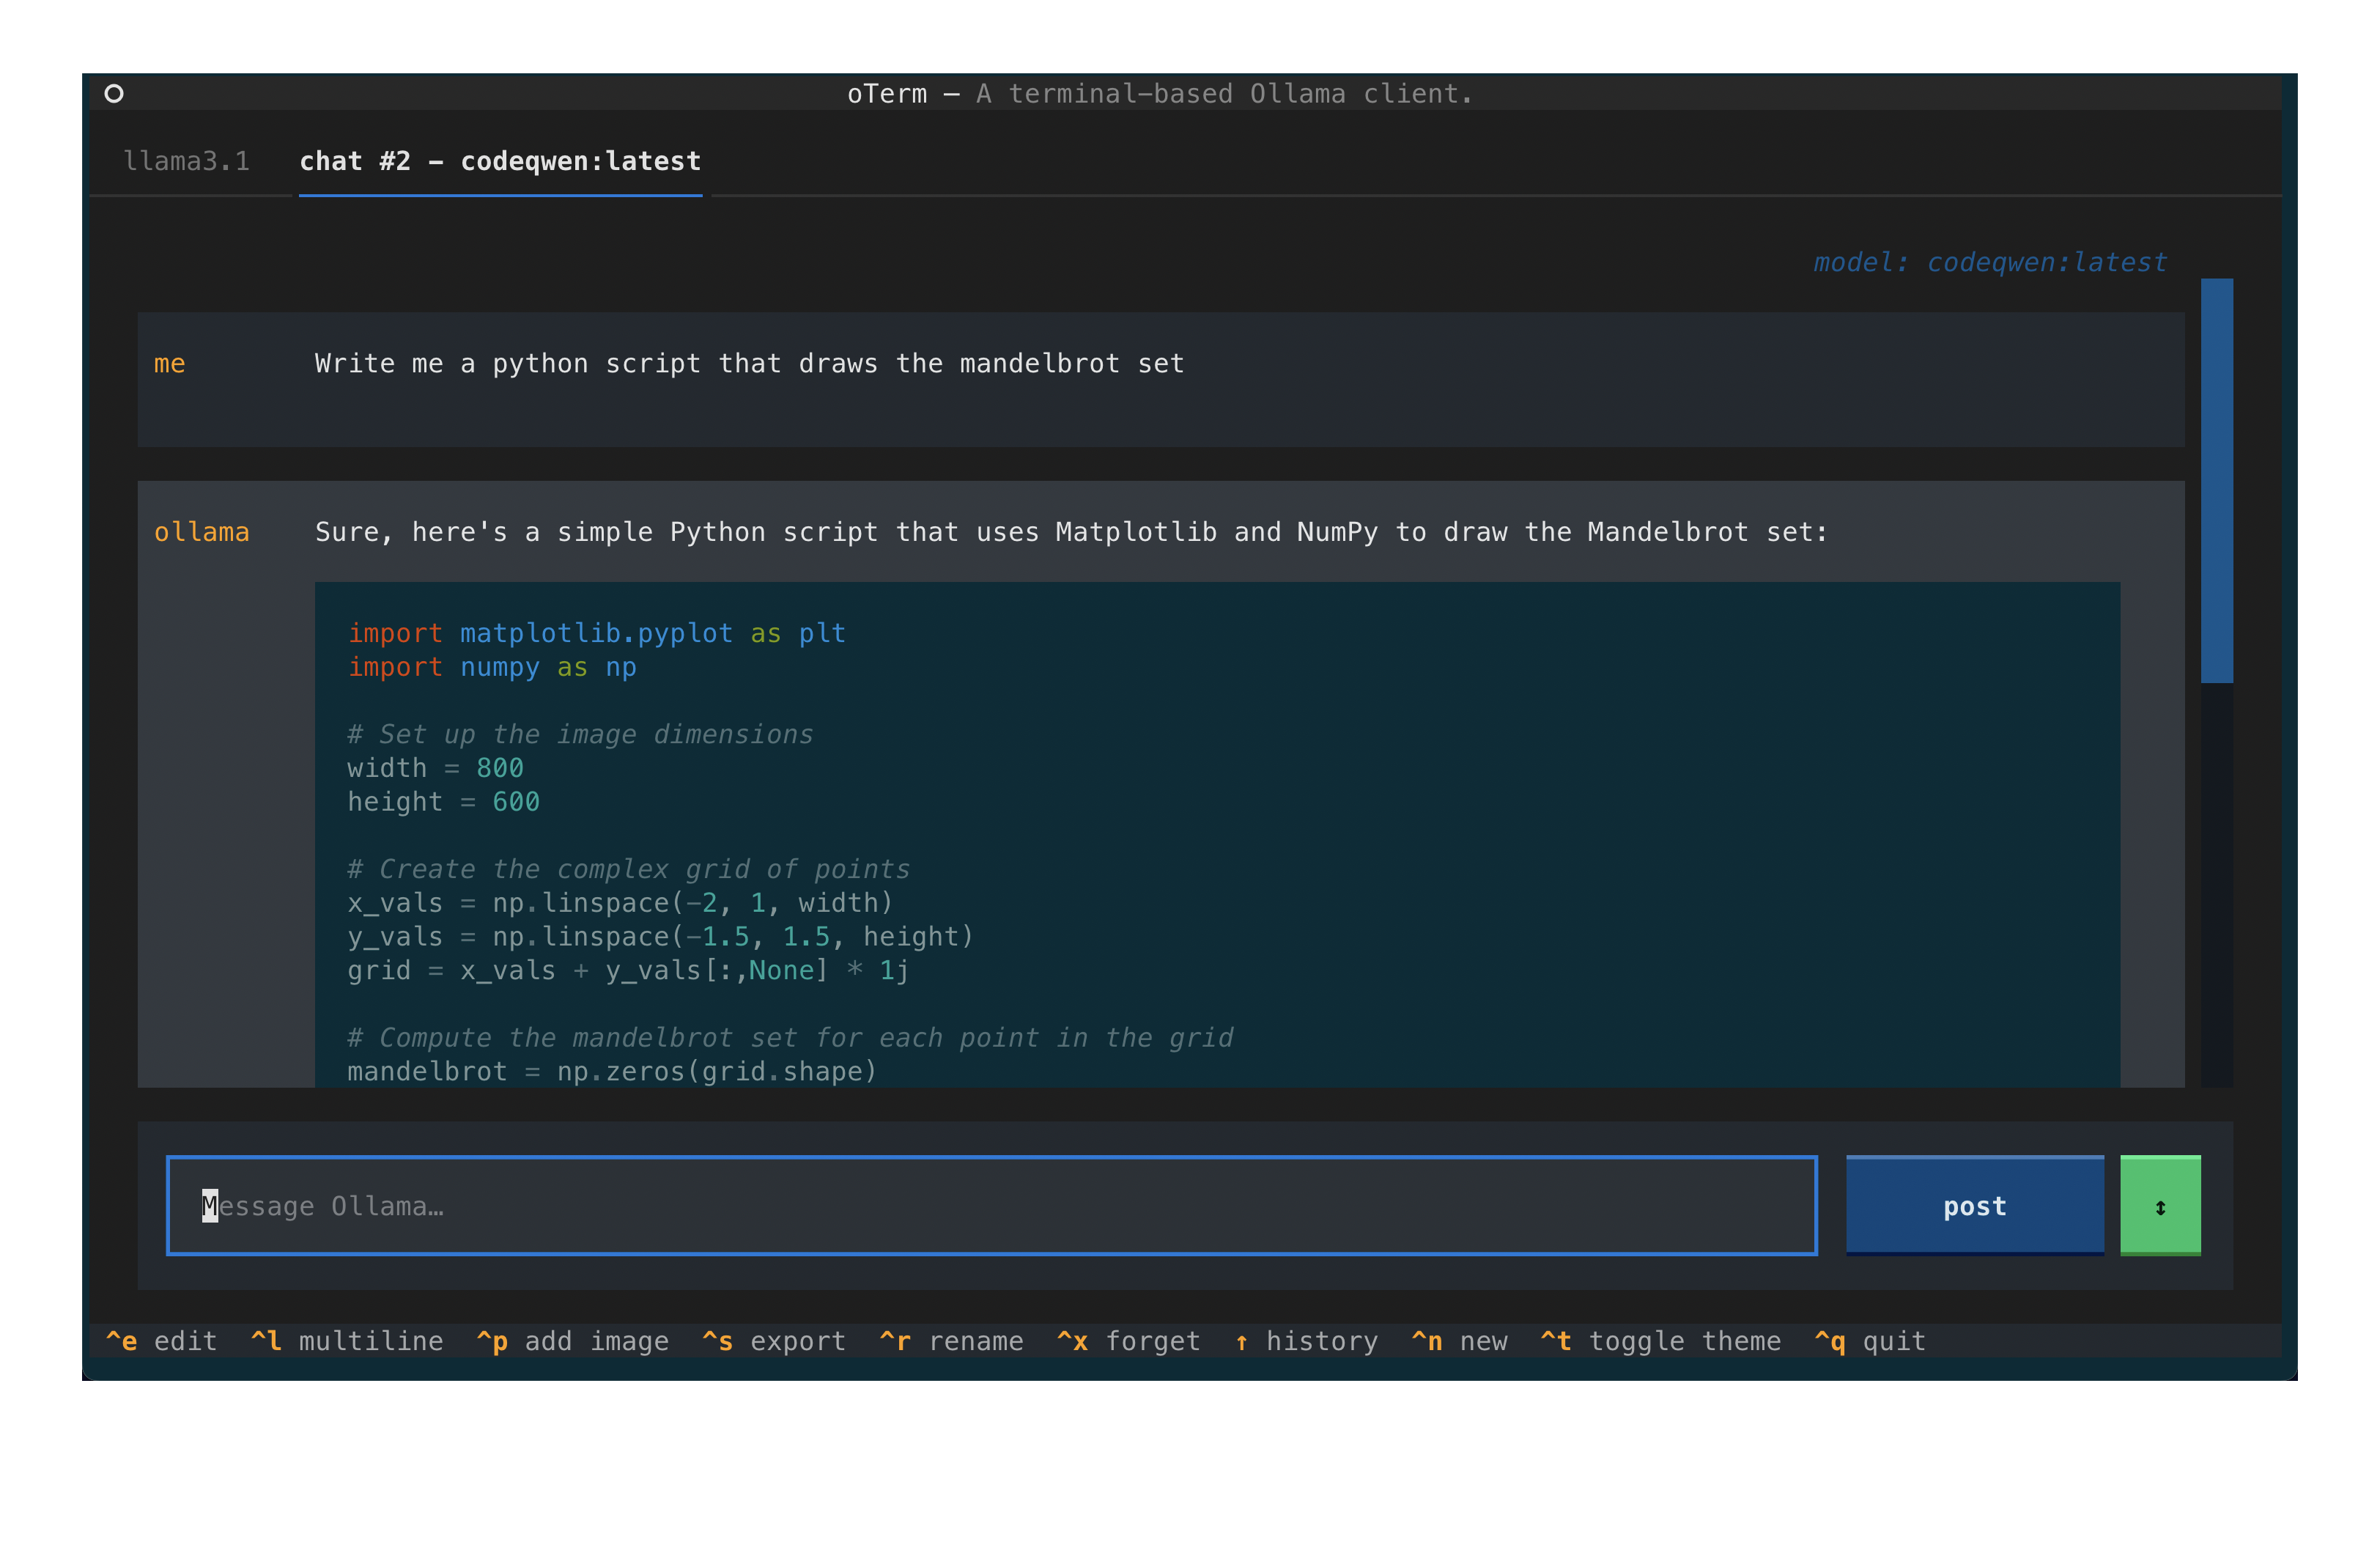 oTerm — A terminal-based Ollama client.
llama3.1 chat #2 - codeqwen:latest
model: codeqwen:latest
me Write me a python script that draws the mandelbrot set
ollama Sure, here's a simple Python script that uses Matplotlib and NumPy to draw the Mandelbrot set:
import matplotlib.pyplot as plt
import numpy as np
# Set up the image dimensions
width = 800
height = 600
# Create the complex grid of points
x_vals = np.linspace(-2, 1, width)
y_vals = np.linspace(-1.5, 1.5, height)
grid = x_vals + y_vals[:,None] * 1j
# Compute the mandelbrot set for each point in the grid
mandelbrot = np.zeros(grid.shape)
Message Ollama… post ↕
^e edit ^l multiline ^p add image ^s export ^r rename ^x forget ↑ history ^n new ^t toggle theme ^q quit